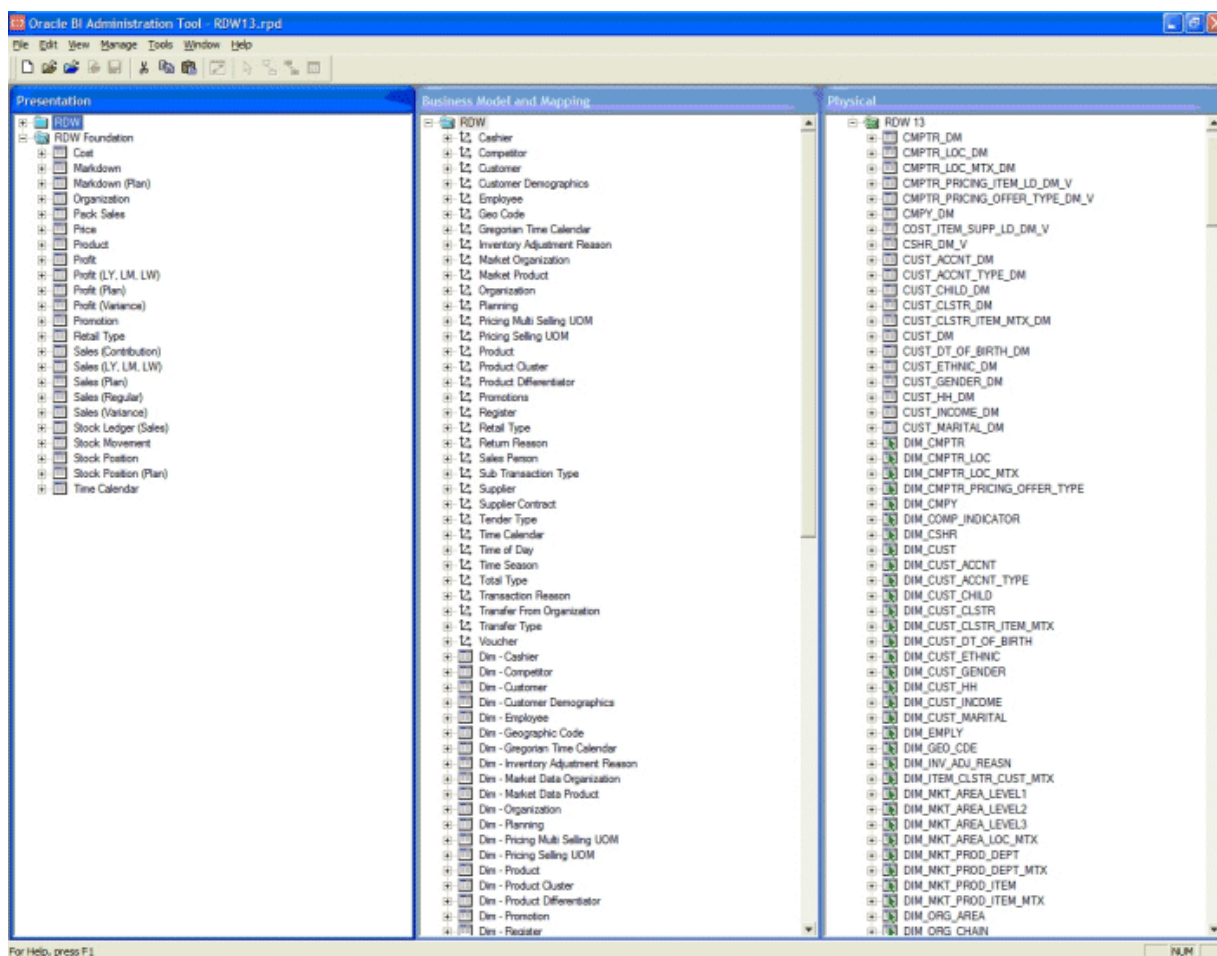 Oracle BI Administration Tool - RDW13.rpd
File Edit View Manage Tools Window Help
Presentation
RDW
RDW Foundation
Cost
Markdown
Markdown (Plan)
Organization
Pack Sales
Price
Product
Profit
Profit (LY, LM, LW)
Profit (Plan)
Profit (Variance)
Promotion
Retail Type
Sales (Contribution)
Sales (LY, LM, LW)
Sales (Plan)
Sales (Regular)
Sales (Variance)
Stock Ledger (Sales)
Stock Movement
Stock Position
Stock Position (Plan)
Time Calendar
Business Model and Mapping
RDW
Cashier
Competitor
Customer
Customer Demographics
Employee
Geo Code
Gregorian Time Calendar
Inventory Adjustment Reason
Market Organization
Market Product
Organization
Planning
Pricing Multi Selling UOM
Pricing Selling UOM
Product
Product Cluster
Product Differentiator
Promotions
Register
Retail Type
Return Reason
Sales Person
Sub Transaction Type
Supplier
Supplier Contract
Tender Type
Time Calendar
Time of Day
Time Season
Total Type
Transaction Reason
Transfer From Organization
Transfer Type
Voucher
Dim - Cashier
Dim - Competitor
Dim - Customer
Dim - Customer Demographics
Dim - Employee
Dim - Geographic Code
Dim - Gregorian Time Calendar
Dim - Inventory Adjustment Reason
Dim - Market Data Organization
Dim - Market Data Product
Dim - Organization
Dim - Planning
Dim - Pricing Multi Selling UOM
Dim - Pricing Selling UOM
Dim - Product
Dim - Product Cluster
Dim - Product Differentiator
Dim - Promotion
Dim - Register
Physical
RDW 13
CMPTR_DM
CMPTR_LOC_DM
CMPTR_LOC_MTX_DM
CMPTR_PRICING_ITEM_LD_DM_V
CMPTR_PRICING_OFFER_TYPE_DM_V
CMPY_DM
COST_ITEM_SUPP_LD_DM_V
CSHR_DM_V
CUST_ACCNT_DM
CUST_ACCNT_TYPE_DM
CUST_CHILD_DM
CUST_CLSTR_DM
CUST_CLSTR_ITEM_MTX_DM
CUST_DM
CUST_DT_OF_BIRTH_DM
CUST_ETHNIC_DM
CUST_GENDER_DM
CUST_HH_DM
CUST_INCOME_DM
CUST_MARITAL_DM
DIM_CMPTR
DIM_CMPTR_LOC
DIM_CMPTR_LOC_MTX
DIM_CMPTR_PRICING_OFFER_TYPE
DIM_CMPY
DIM_COMP_INDICATOR
DIM_CSHR
DIM_CUST
DIM_CUST_ACCNT
DIM_CUST_ACCNT_TYPE
DIM_CUST_CHILD
DIM_CUST_CLSTR
DIM_CUST_CLSTR_ITEM_MTX
DIM_CUST_DT_OF_BIRTH
DIM_CUST_ETHNIC
DIM_CUST_GENDER
DIM_CUST_HH
DIM_CUST_INCOME
DIM_CUST_MARITAL
DIM_EMPLY
DIM_GEO_CDE
DIM_INV_ADJ_REASN
DIM_ITEM_CLSTR_CUST_MTX
DIM_MKT_AREA_LEVEL1
DIM_MKT_AREA_LEVEL2
DIM_MKT_AREA_LEVEL3
DIM_MKT_AREA_LOC_MTX
DIM_MKT_PROD_DEPT
DIM_MKT_PROD_DEPT_MTX
DIM_MKT_PROD_ITEM
DIM_MKT_PROD_ITEM_MTX
DIM_ORG_AREA
DIM_ORG_CHAIN
For Help, press F1
NUM